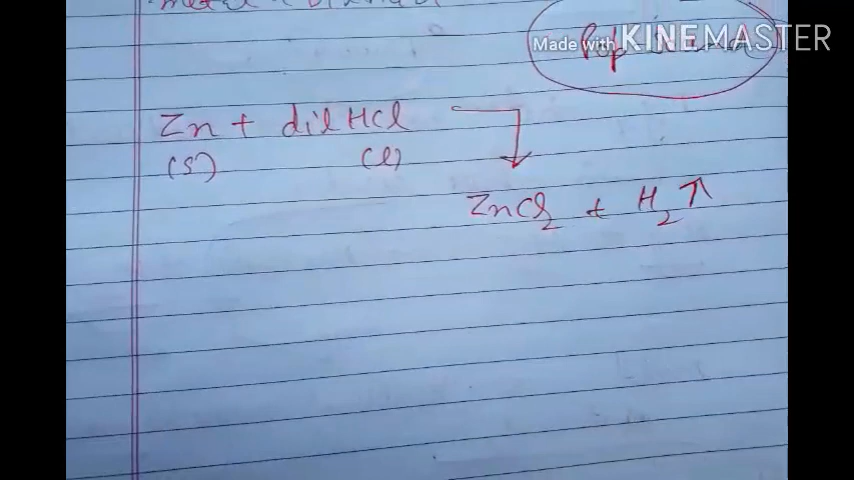 Made with KINEMASTER
Zn + dil HCl
(s) (l)
ZnCl2 + H2↑